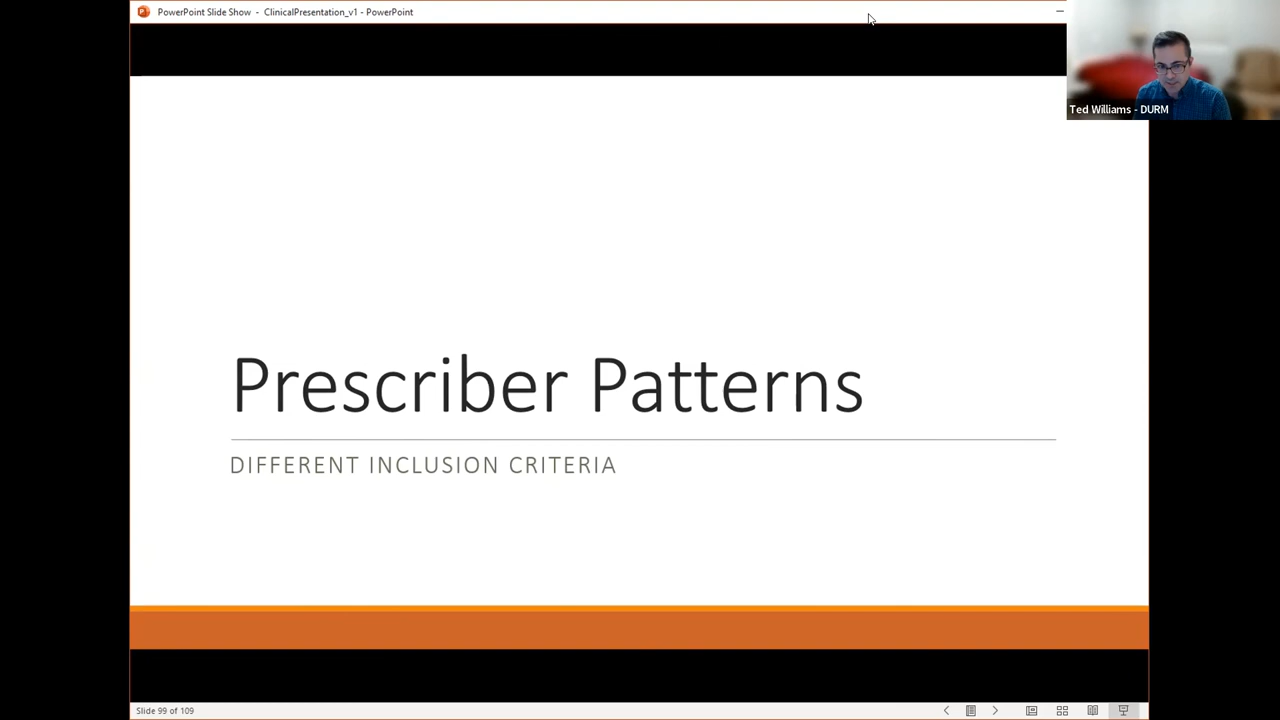 PowerPoint Slide Show - ClinicalPresentation_v1 - PowerPoint
Ted Williams - DURM
Prescriber Patterns
DIFFERENT INCLUSION CRITERIA
Slide 99 of 109